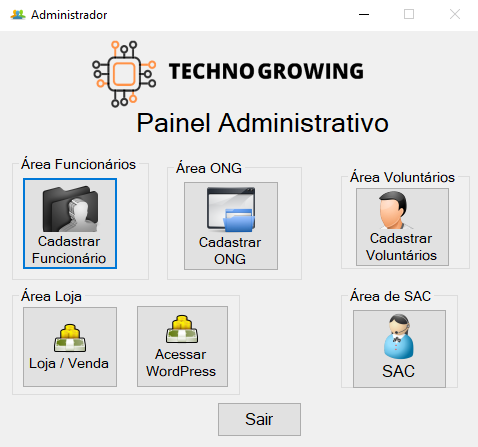 Administrador
TECHNOGROWING
Painel Administrativo
Área Funcionários
Cadastrar
Funcionário
Área ONG
Cadastrar
ONG
Área Voluntários
Cadastrar
Voluntários
Área Loja
Loja / Venda
Acessar
WordPress
Área de SAC
SAC
Sair